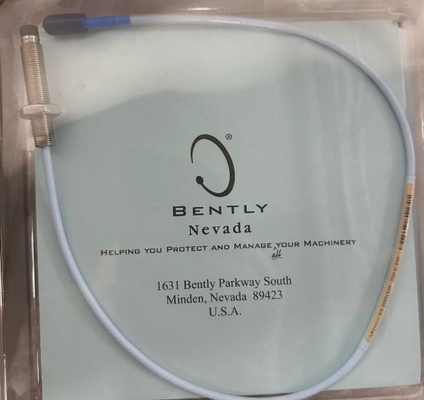 ®
BENTLY
Nevada
HELPING YOU PROTECT AND MANAGE all YOUR MACHINERY
1631 Bently Parkway South
Minden, Nevada 89423
U.S.A.